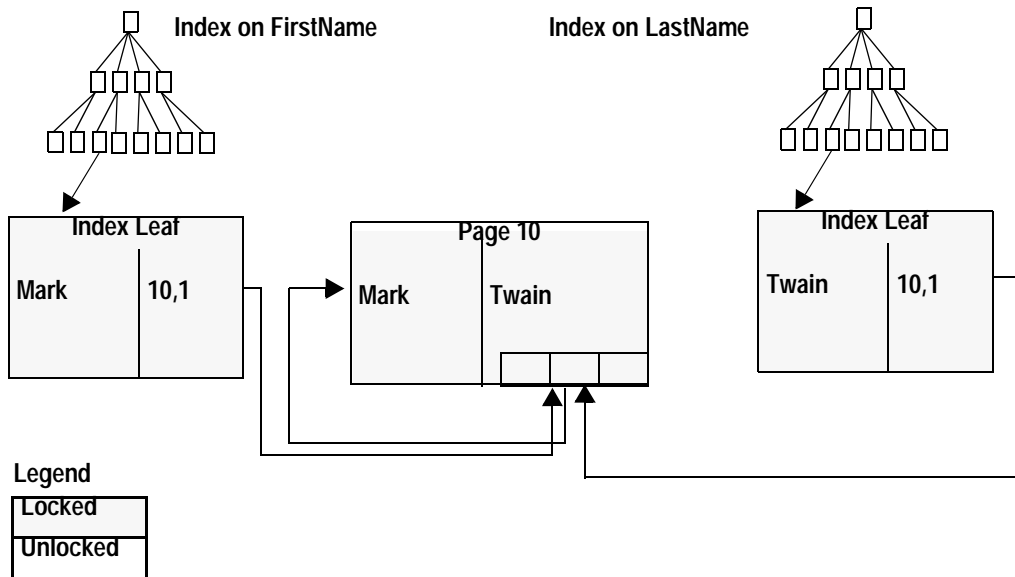 Index on FirstName
Index on LastName
Index Leaf
Mark 10,1
Page 10
Mark Twain
Index Leaf
Twain 10,1
Legend
Locked
Unlocked